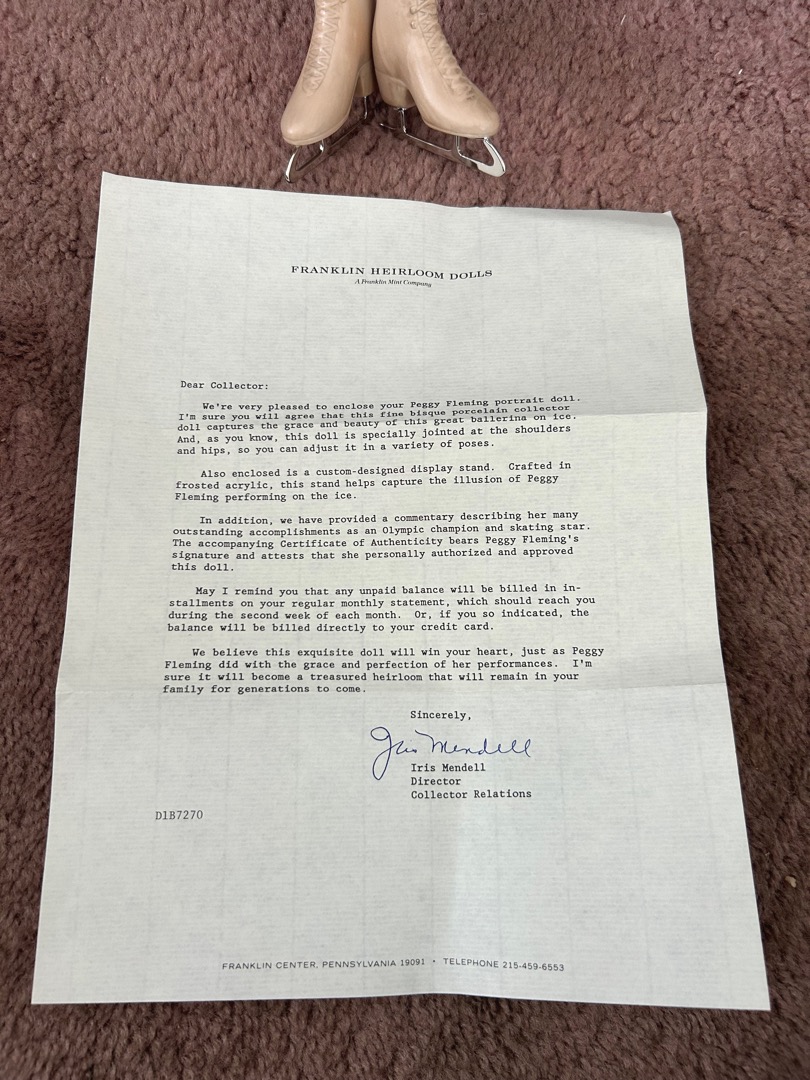 FRANKLIN HEIRLOOM DOLLS
A Franklin Mint Company
Dear Collector:
We're very pleased to enclose your Peggy Fleming portrait doll.
I'm sure you will agree that this fine bisque porcelain collector
doll captures the grace and beauty of this great ballerina on ice.
And, as you know, this doll is specially jointed at the shoulders
and hips, so you can adjust it in a variety of poses.
Also enclosed is a custom-designed display stand. Crafted in
frosted acrylic, this stand helps capture the illusion of Peggy
Fleming performing on the ice.
In addition, we have provided a commentary describing her many
outstanding accomplishments as an Olympic champion and skating star.
The accompanying Certificate of Authenticity bears Peggy Fleming's
signature and attests that she personally authorized and approved
this doll.
May I remind you that any unpaid balance will be billed in in-
stallments on your regular monthly statement, which should reach you
during the second week of each month. Or, if you so indicated, the
balance will be billed directly to your credit card.
We believe this exquisite doll will win your heart, just as Peggy
Fleming did with the grace and perfection of her performances. I'm
sure it will become a treasured heirloom that will remain in your
family for generations to come.
Sincerely,
Iris Mendell
Iris Mendell
Director
Collector Relations
D1B7270
FRANKLIN CENTER, PENNSYLVANIA 19091 • TELEPHONE 215-459-6553